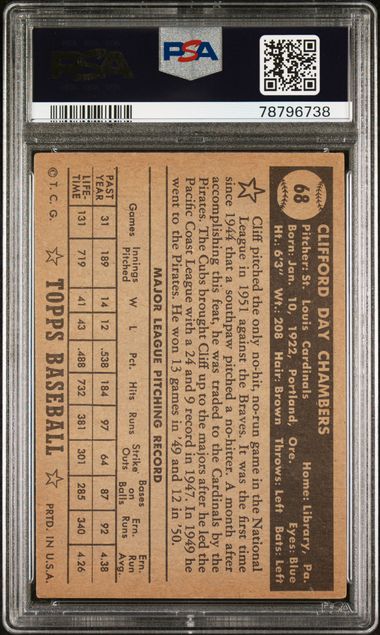 PSA
PSA
78796738
68
CLIFFORD DAY CHAMBERS
Pitcher: St. Louis Cardinals Home: Library, Pa.
Born: Jan. 10, 1922, Portland, Ore. Eyes: Blue
Ht.: 6'3" Wt.: 208 Hair: Brown Throws: Left Bats: Left
Cliff pitched the only no-hit, no-run game in the National
League in 1951 against the Braves. It was the first time
since 1944 that a southpaw pitched a no-hitter. A month after
accomplishing this feat, he was traded to the Cardinals by the
Pirates. The Cubs brought Cliff up to the majors after he led the
Pacific Coast League with a 24 and 9 record in 1947. In 1949 he
went to the Pirates. He won 13 games in '49 and 12 in '50.
MAJOR LEAGUE PITCHING RECORD
Games Innings Pitched W L Pct. Hits Runs Strike Outs Bases on Balls Ern. Runs Ern. Run Avg.
PAST YEAR 31 189 14 12 .538 184 97 64 87 92 4.38
LIFE-TIME 131 719 41 43 .488 732 381 301 285 340 4.26
© T. C. G. TOPPS BASEBALL PRTD. IN U.S.A.